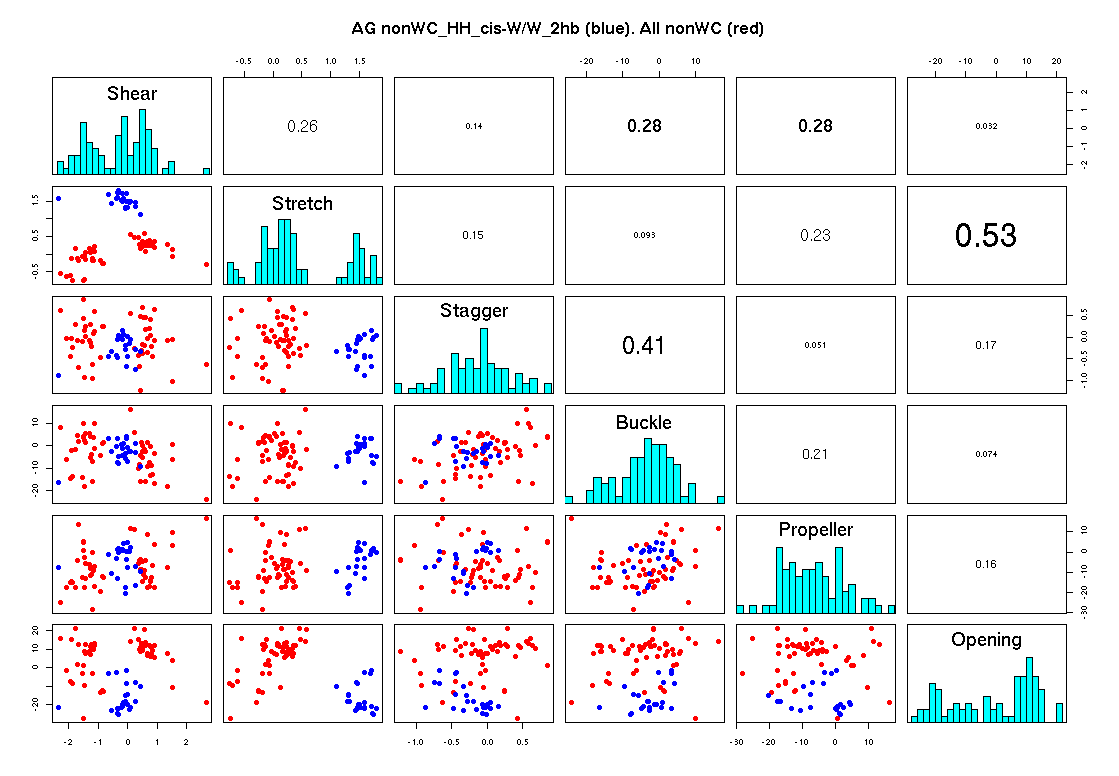 AG nonWC_HH_cis-W/W_2hb (blue). All nonWC (red)
-0.5 0.0 0.5 1.0 1.5
-20 -10 0 10
-20 -10 0 10 20
Shear
0.26
0.14
0.28
0.28
0.032
-2 -1 0 1 2
-0.5 0.5 1.5
Stretch
0.15
0.093
0.23
0.53
Stagger
0.41
0.051
0.17
-1.0 -0.5 0.0 0.5
-20 -10 0 10
Buckle
0.21
0.074
Propeller
0.16
-30 -20 -10 0 10
-20 0 10 20
Opening
-2 -1 0 1 2
-1.0 -0.5 0.0 0.5
-30 -20 -10 0 10